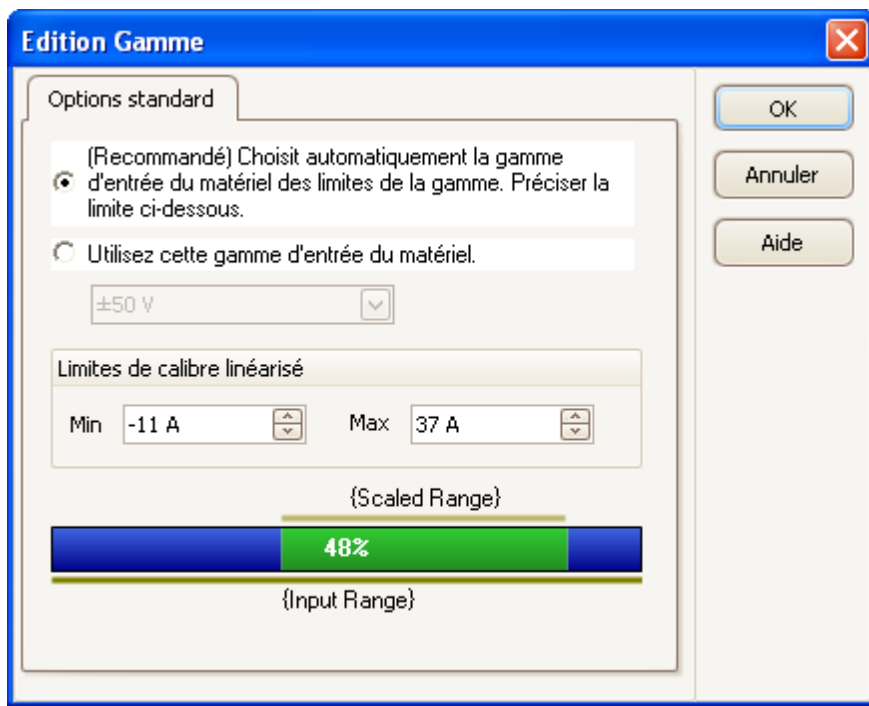 Edition Gamme
Options standard
(Recommandé) Choisit automatiquement la gamme
d'entrée du matériel des limites de la gamme. Préciser la
limite ci-dessous.
Utilisez cette gamme d'entrée du matériel.
±50 V
Limites de calibre linéarisé
Min -11 A Max 37 A
{Scaled Range}
48%
{Input Range}
OK
Annuler
Aide